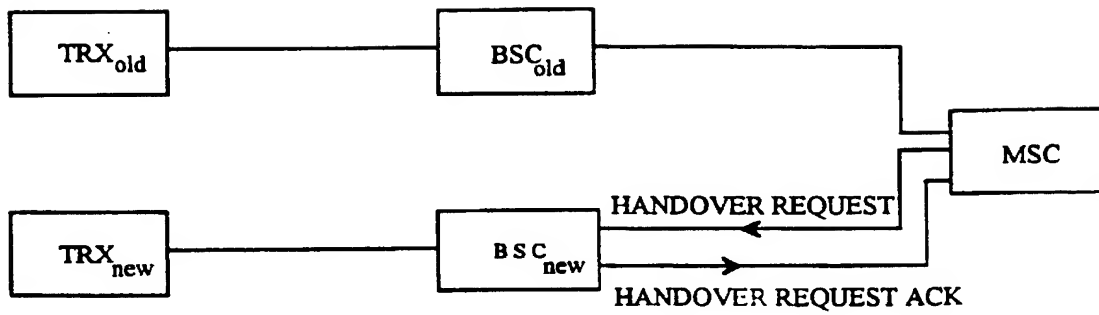 TRXold
BSCold
MSC
HANDOVER REQUEST
TRXnew
BSCnew
HANDOVER REQUEST ACK